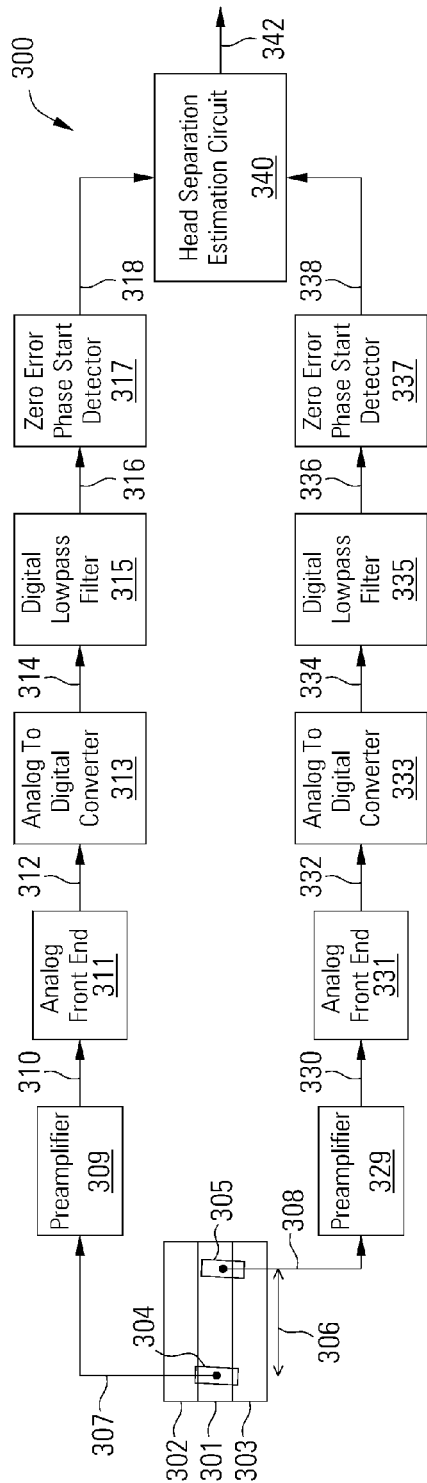 300
307
Preamplifier
309
310
Analog
Front End
311
312
Analog To
Digital
Converter
313
314
Digital
Lowpass
Filter
315
316
Zero Error
Phase Start
Detector
317
318
Head Separation
Estimation Circuit
340
342
302
301
303
304
305
306
308
Preamplifier
329
330
Analog
Front End
331
332
Analog To
Digital
Converter
333
334
Digital
Lowpass
Filter
335
336
Zero Error
Phase Start
Detector
337
338